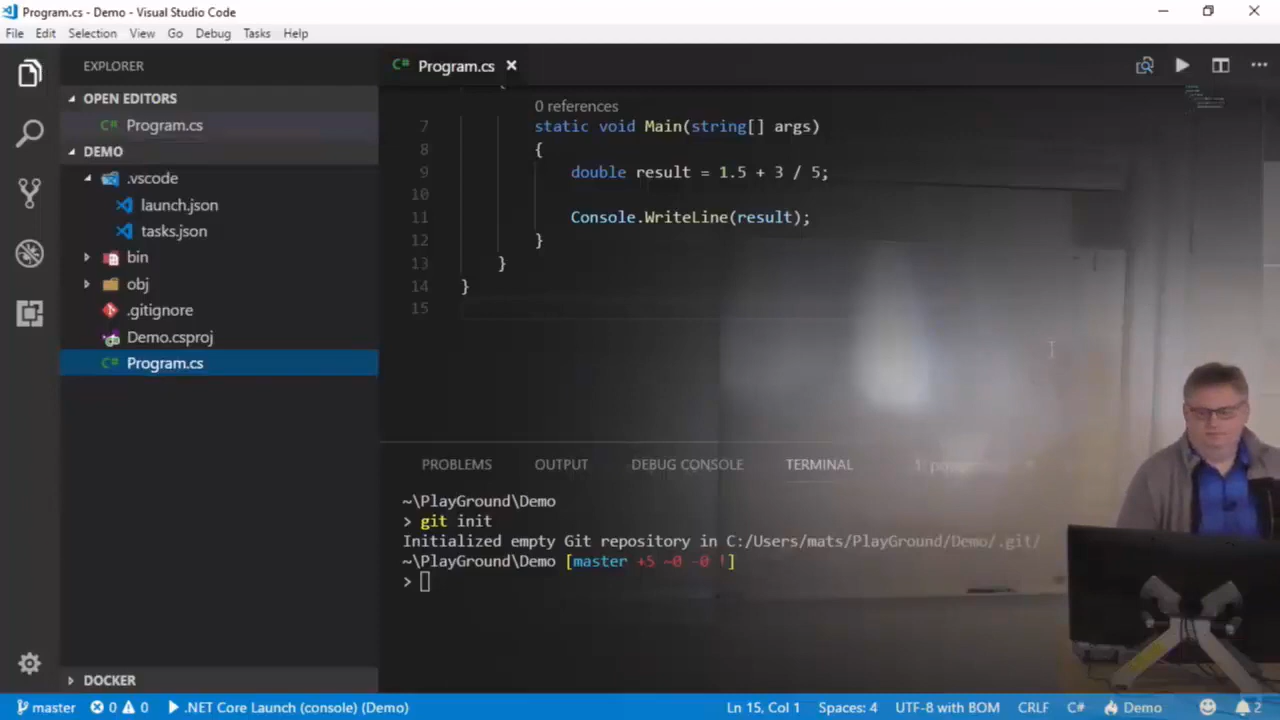 Program.cs - Demo - Visual Studio Code
File Edit Selection View Go Debug Tasks Help
EXPLORER
OPEN EDITORS
Program.cs
DEMO
.vscode
launch.json
tasks.json
bin
obj
.gitignore
Demo.csproj
Program.cs
DOCKER
Program.cs
0 references
7 static void Main(string[] args)
8 {
9 double result = 1.5 + 3 / 5;
10
11 Console.WriteLine(result);
12 }
13 }
14 }
15
PROBLEMS OUTPUT DEBUG CONSOLE TERMINAL
~\PlayGround\Demo
> git init
Initialized empty Git repository in C:/Users/mats/PlayGround/Demo/.git/
~\PlayGround\Demo [master +5 ~0 -0 !]
>
master 0 0 .NET Core Launch (console) (Demo) Ln 15, Col 1 Spaces: 4 UTF-8 with BOM CRLF C# Demo 2